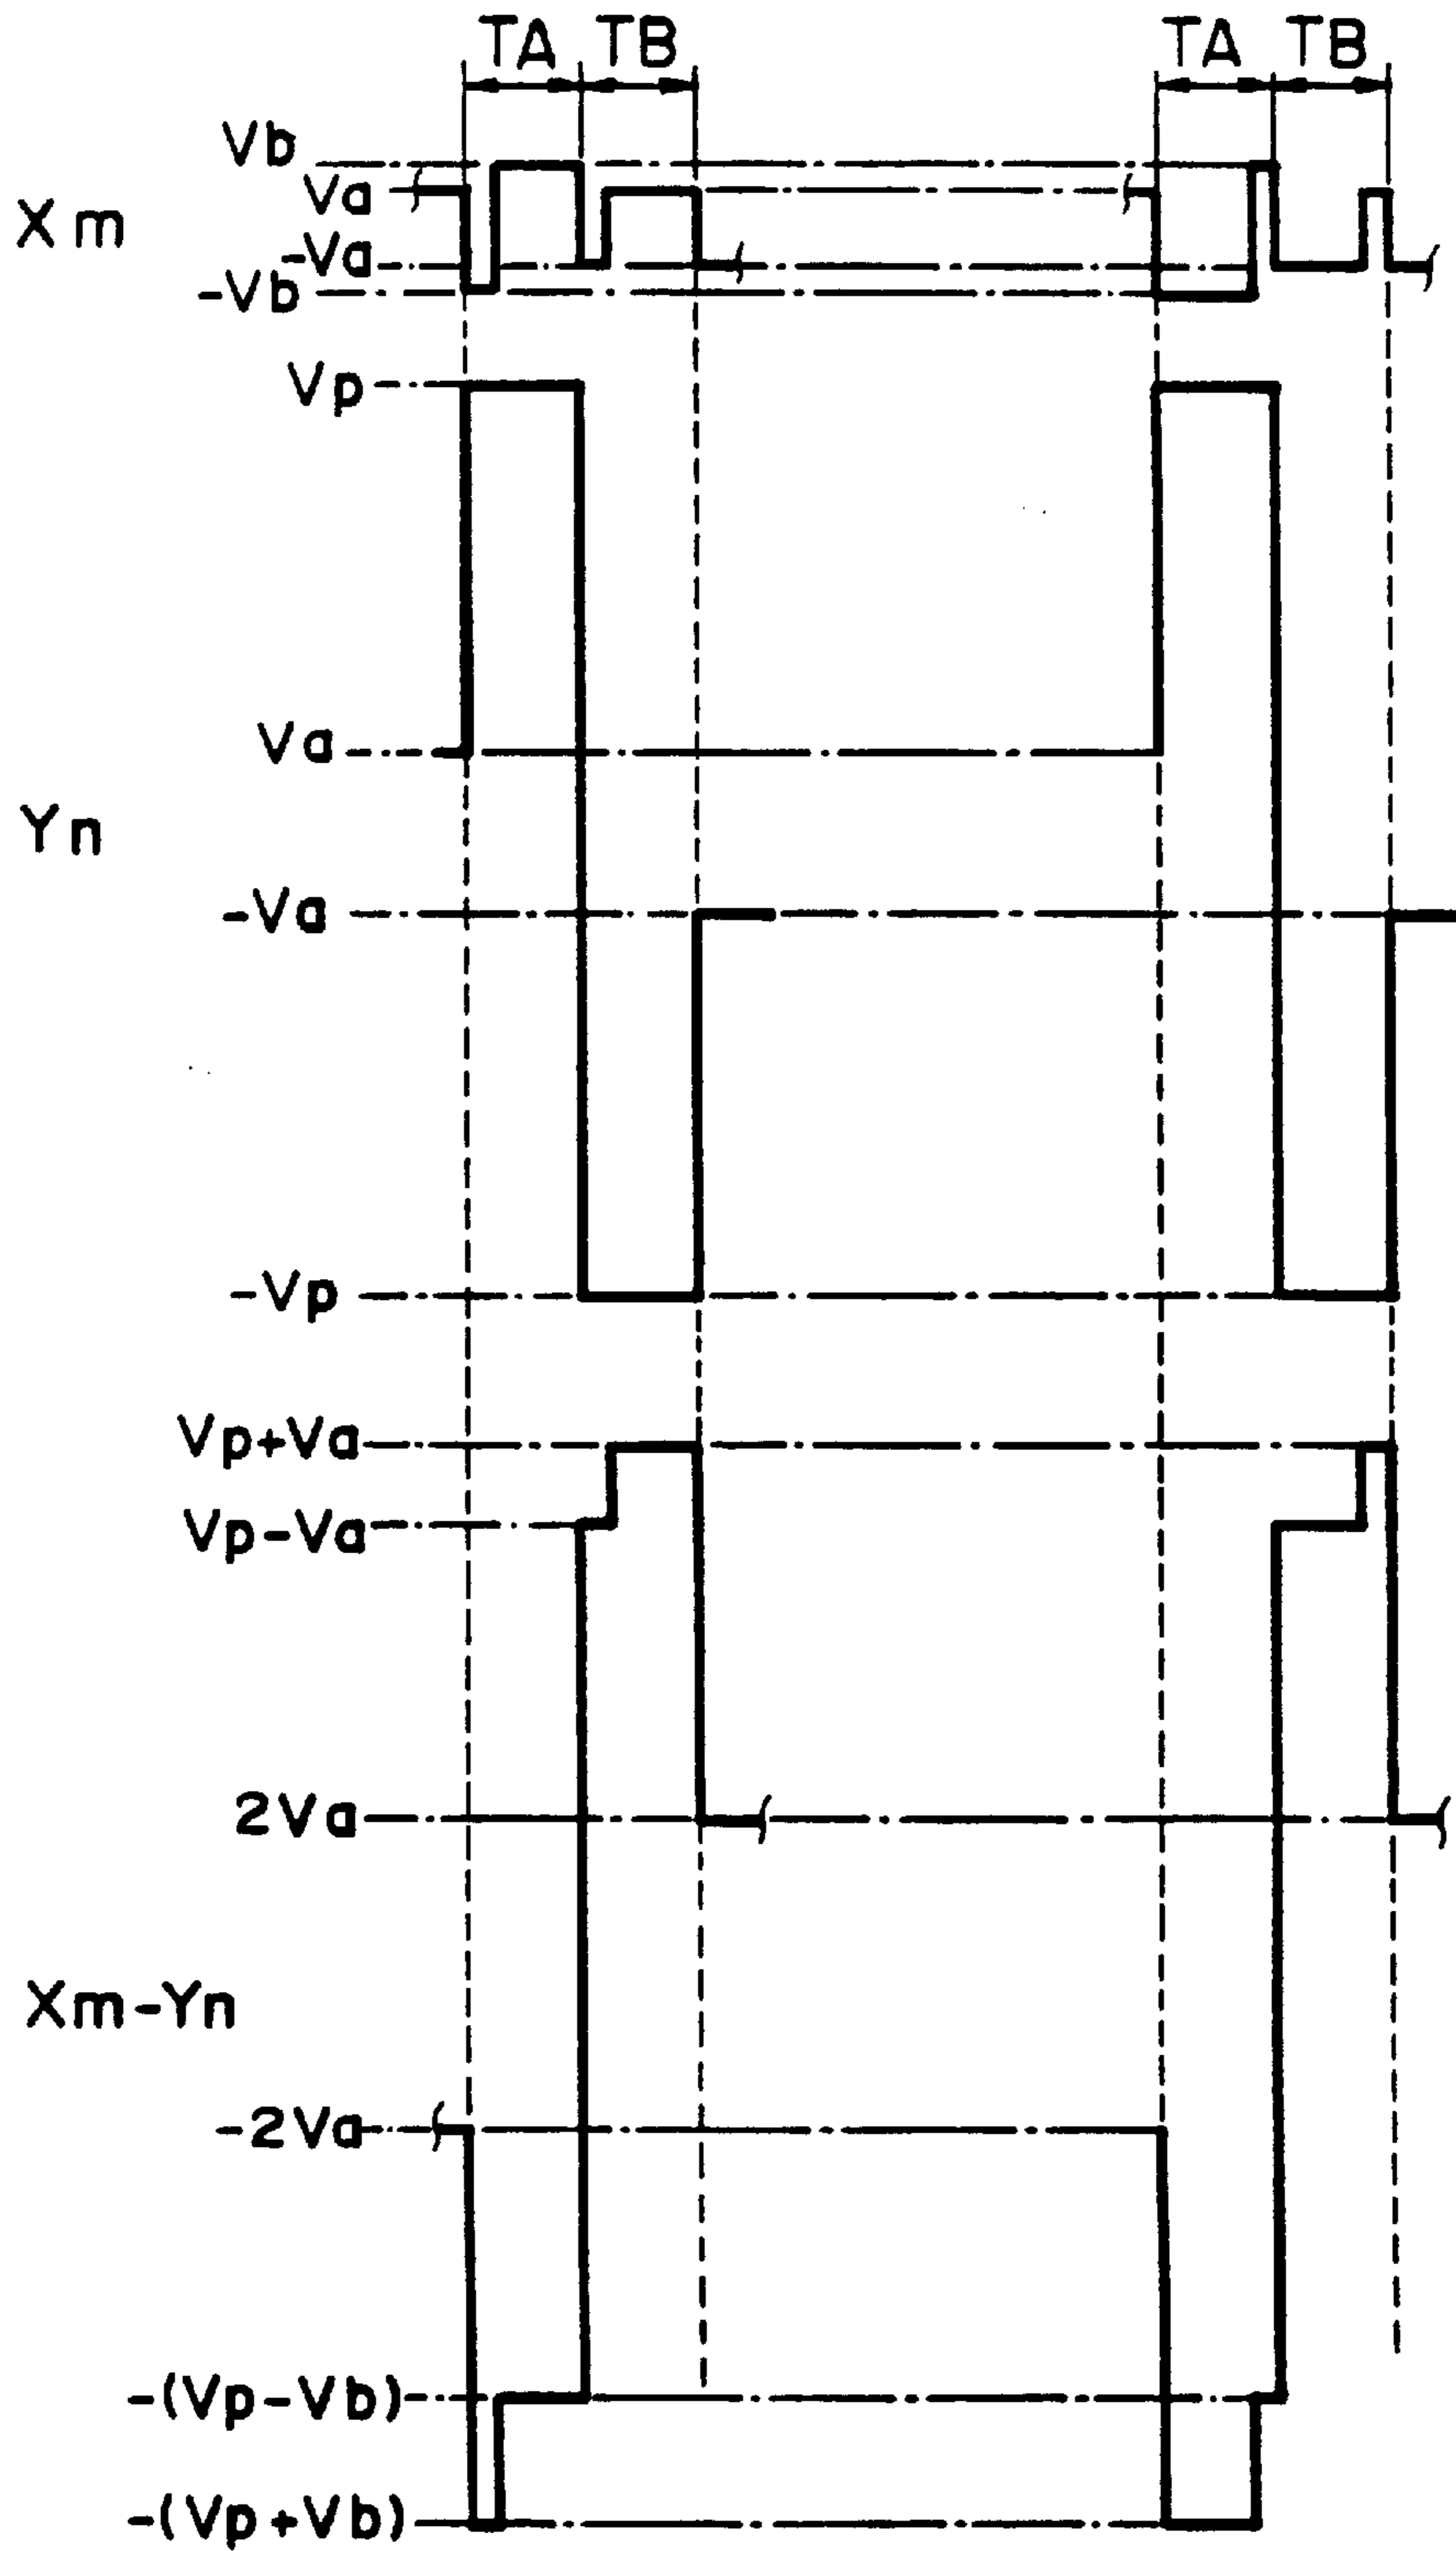 TA TB TA TB
Vb
Va
Xm
-Va
-Vb
Vp
Va
Yn
-Va
-Vp
Vp+Va
Vp-Va
2Va
Xm-Yn
-2Va
-(Vp-Vb)
-(Vp+Vb)